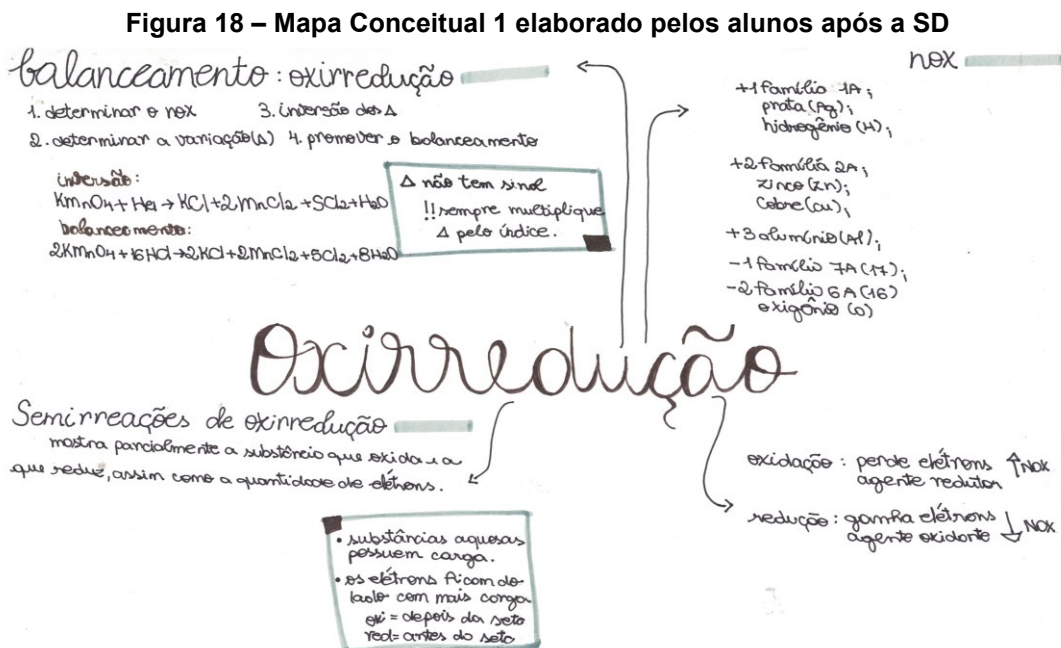 Figura 18 – Mapa Conceitual 1 elaborado pelos alunos após a SD
balanceamento: oxirredução
1. determinar o nox 3. inversão dos Δ
2. determinar a variação(Δ) 4. promover o balanceamento
inversão:
KmnO4 + HCl → KCl + 2MnCl2 + 5Cl2 + H2O
balanceamento:
2KmnO4 + 16HCl → 2KCl + 2MnCl2 + 5Cl2 + 8H2O
Δ não tem sinal
!! sempre multiplique
Δ pelo índice.
nox
+1 família 1A;
prata (Ag);
hidrogênio (H);
+2 família 2A;
zinco (Zn);
Cobre (Cu);
+3 alumínio (Al);
-1 família 7A (17);
-2 família 6A (16)
oxigônio (O)
Oxirredução
Semirreações de oxirredução
mostra parcialmente a substância que oxida e a
que reduz, assim como a quantidade de elétrons.
• substâncias aquosas
possuem carga.
• os elétrons ficam do
lado com mais carga
oxi = depois da seta
red = antes da seta
oxidação: perde elétrons ↑ NOX
agente redutor
redução: ganha elétrons ↓ NOX
agente oxidante